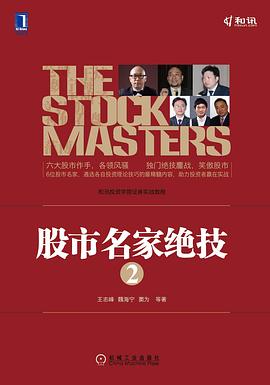 和讯
THE
STOCK
MASTERS
六大股市作手，各领风骚 独门绝技鏖战，笑傲股市
6位股市名家，遴选各自投资理论技巧的最精髓内容，助力投资者赢在实战
和讯投资学院证券实战教程
股市名家绝技
2
王志峰 魏海宁 窦为 等著
机械工业出版社
China Machine Press